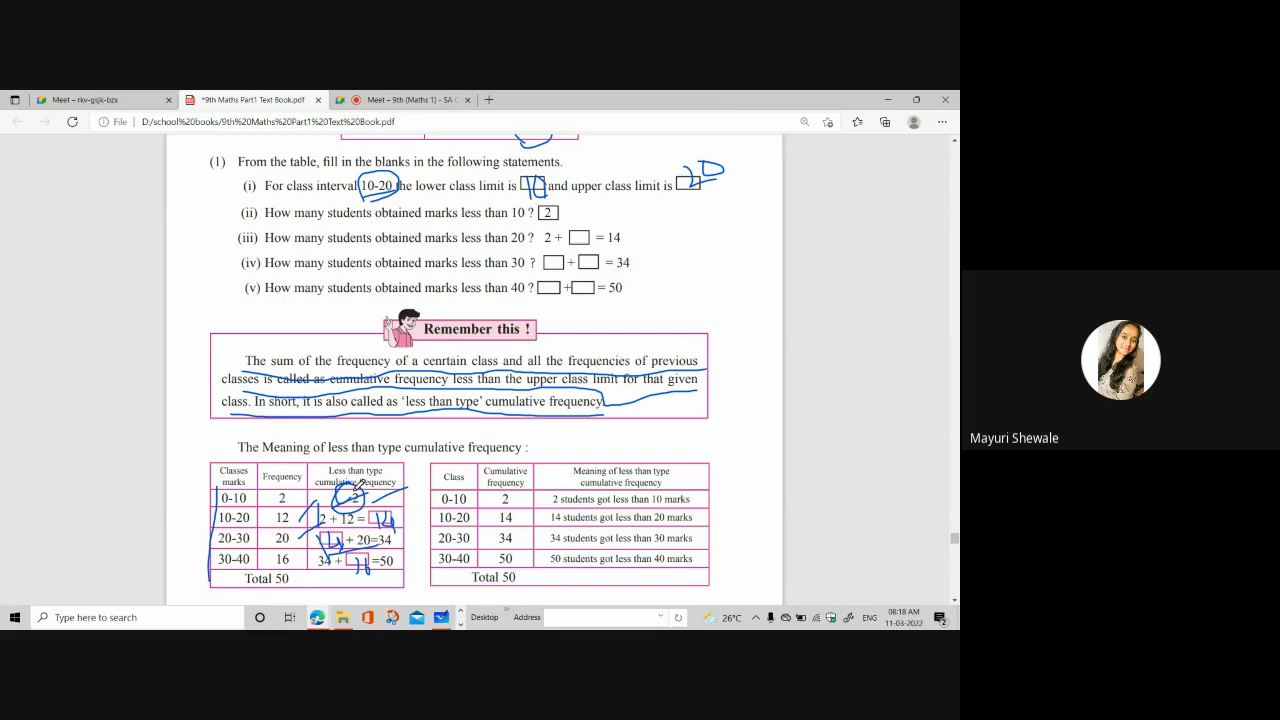 Meet – rkv-gsjk-bzx
*9th Maths Part1 Text Book.pdf
Meet – 9th (Maths 1) - SA
File
D:/school%20books/9th%20Maths%20Part1%20Text%20Book.pdf
(1) From the table, fill in the blanks in the following statements.
(i) For class interval 10-20 the lower class limit is 10 and upper class limit is 20
(ii) How many students obtained marks less than 10 ? 2
(iii) How many students obtained marks less than 20 ? 2 + = 14
(iv) How many students obtained marks less than 30 ? + = 34
(v) How many students obtained marks less than 40 ? + = 50
Remember this !
The sum of the frequency of a cenrtain class and all the frequencies of previous
classes is called as cumulative frequency less than the upper class limit for that given
class. In short, it is also called as 'less than type' cumulative frequency.
The Meaning of less than type cumulative frequency :
Classes marks Frequency Less than type cumulative frequency
0-10 2 2
10-20 12 2 + 12 = 14
20-30 20 14 + 20=34
30-40 16 34 + 16 =50
Total 50
Class Cumulative frequency Meaning of less than type cumulative frequency
0-10 2 2 students got less than 10 marks
10-20 14 14 students got less than 20 marks
20-30 34 34 students got less than 30 marks
30-40 50 50 students got less than 40 marks
Total 50
Mayuri Shewale
Type here to search
Desktop
Address
26°C
ENG
08:18 AM
11-03-2022
2